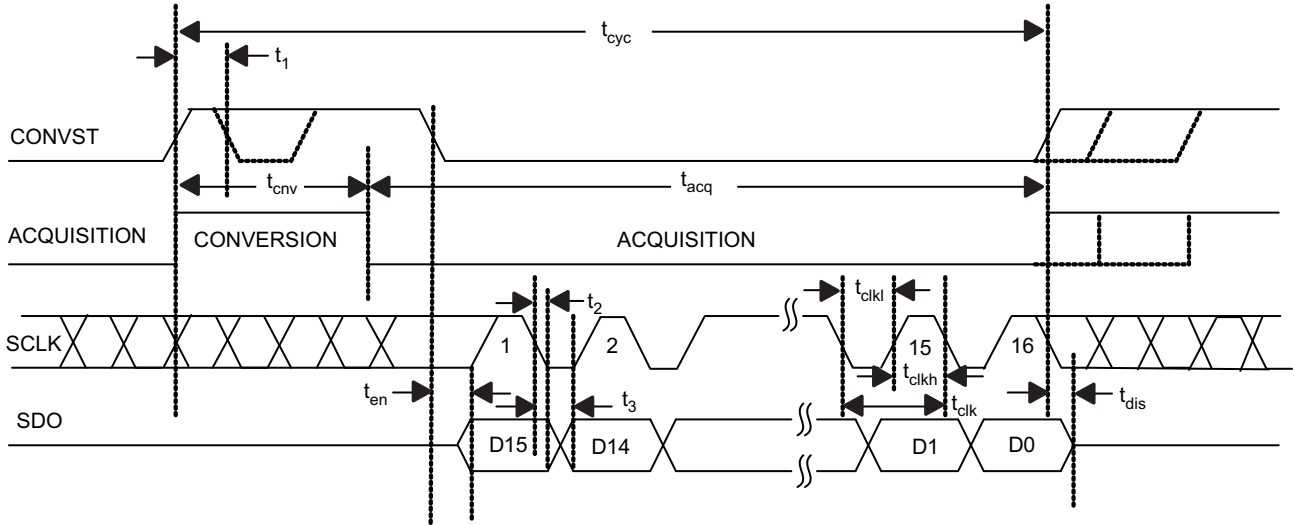 tcyc
t1
CONVST
tcnv
tacq
ACQUISITION CONVERSION ACQUISITION
t2
tclkl
SCLK 1 2 15 16
tclkh
ten
t3
tclk
tdis
SDO
D15 D14 D1 D0